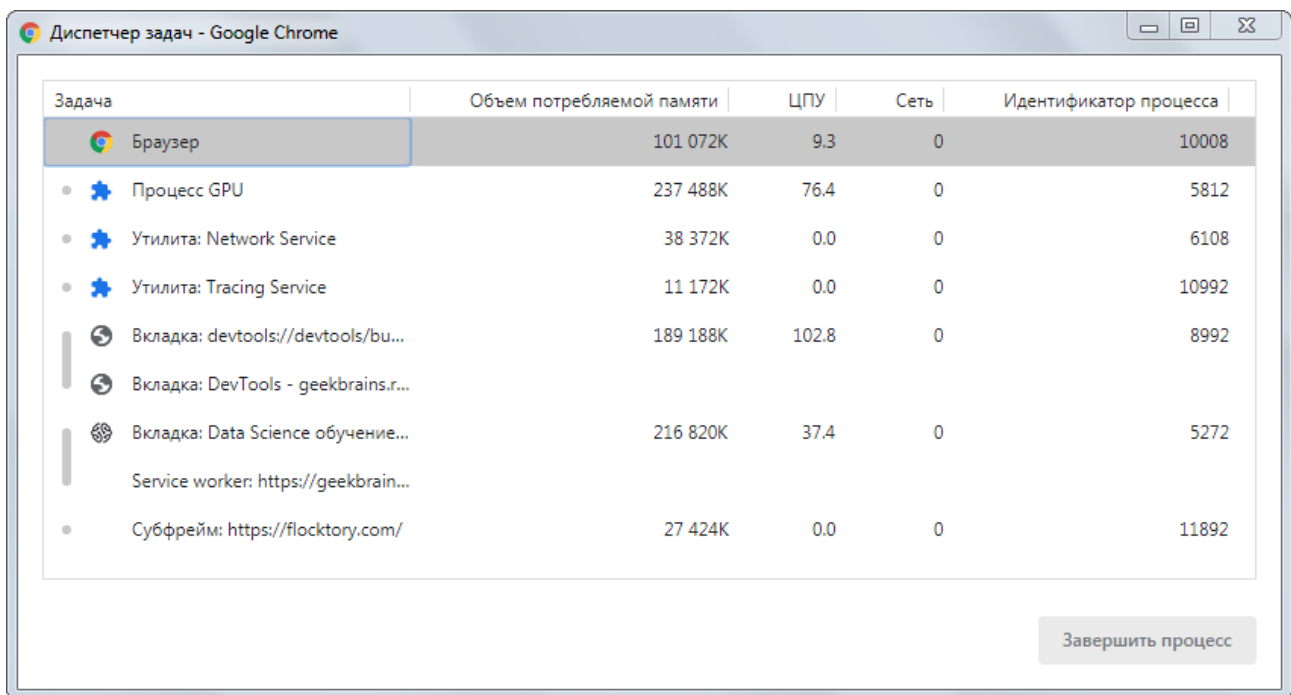 Диспетчер задач - Google Chrome
Задача Объем потребляемой памяти ЦПУ Сеть Идентификатор процесса
Браузер 101 072K 9.3 0 10008
Процесс GPU 237 488K 76.4 0 5812
Утилита: Network Service 38 372K 0.0 0 6108
Утилита: Tracing Service 11 172K 0.0 0 10992
Вкладка: devtools://devtools/bu... 189 188K 102.8 0 8992
Вкладка: DevTools - geekbrains.r...
Вкладка: Data Science обучение... 216 820K 37.4 0 5272
Service worker: https://geekbrain...
Субфрейм: https://flocktory.com/ 27 424K 0.0 0 11892
Завершить процесс